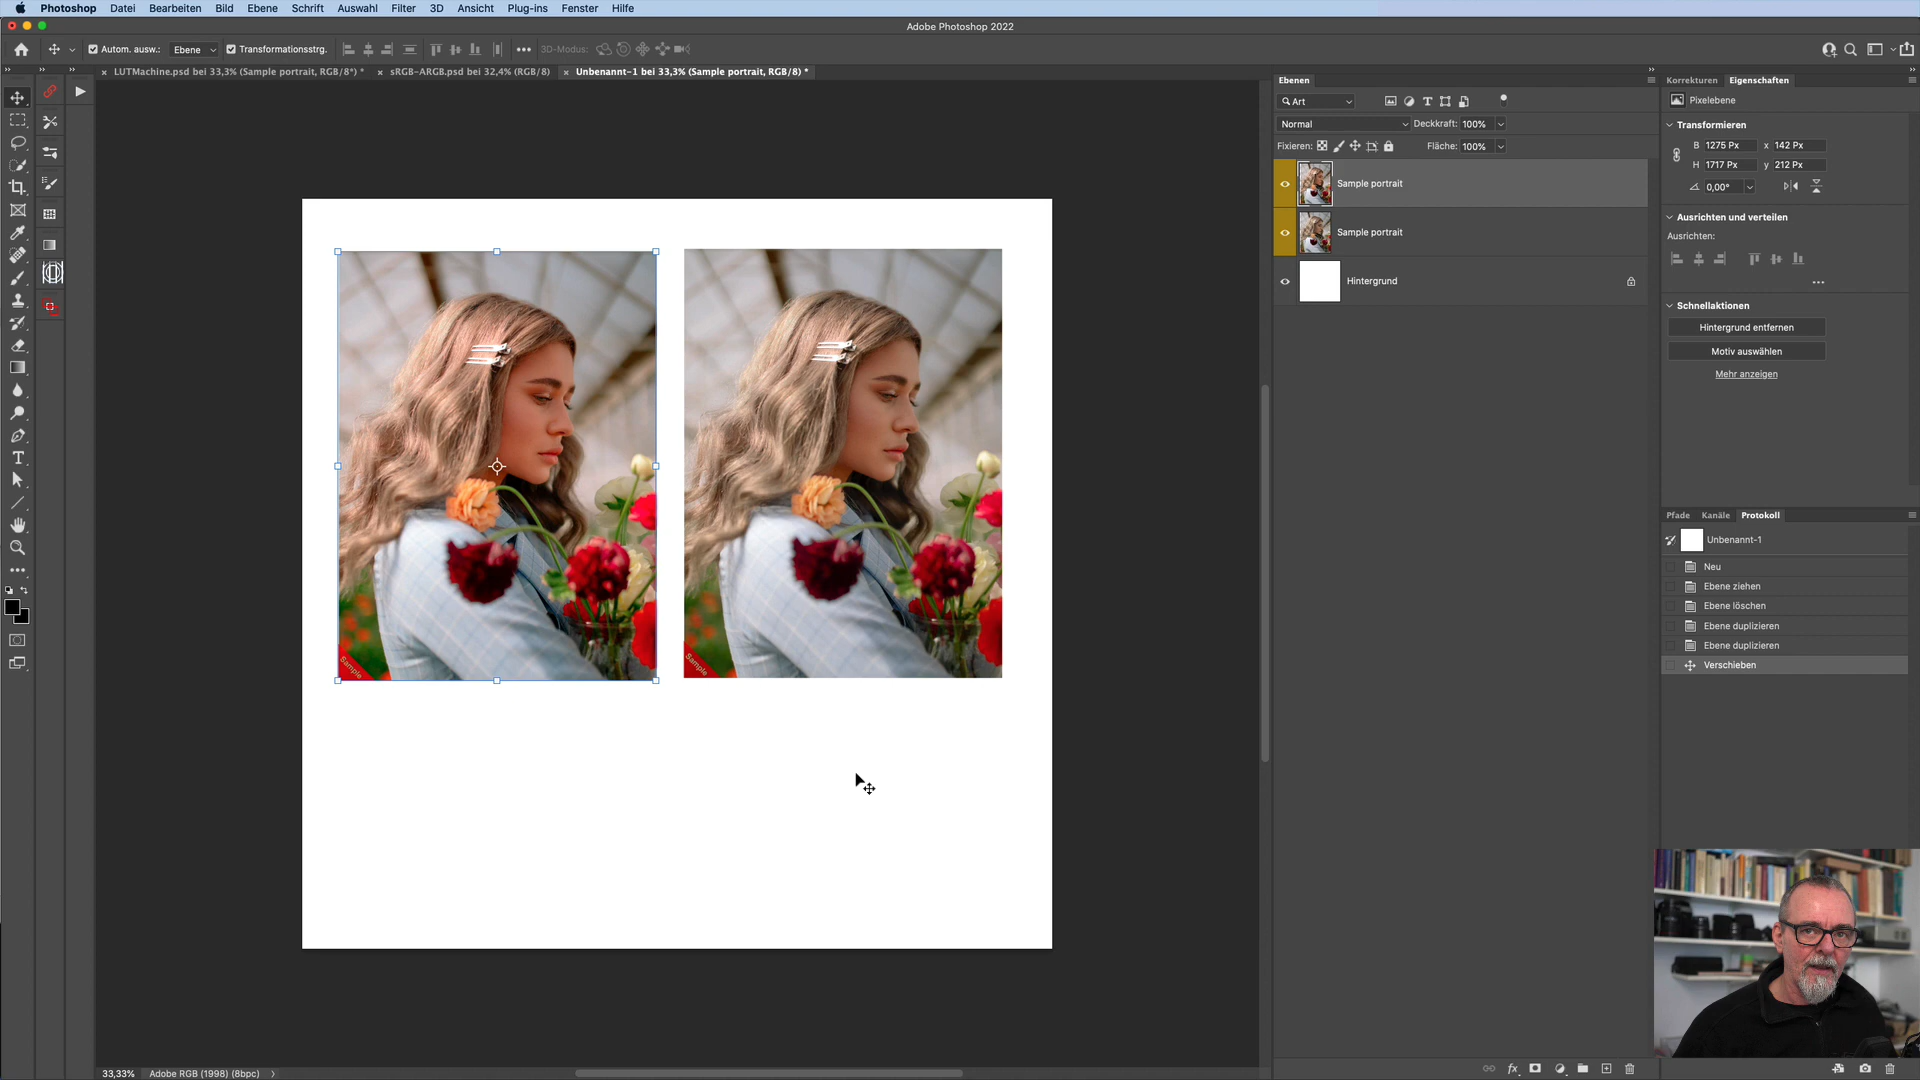 Photoshop Datei Bearbeiten Bild Ebene Schrift Auswahl Filter 3D Ansicht Plug-ins Fenster Hilfe
Adobe Photoshop 2022
Autom. ausw.: Ebene Transformationsstrg. 3D-Modus:
LUTMachine.psd bei 33,3% (Sample portrait, RGB/8*) * sRGB-ARGB.psd bei 32,4% (RGB/8) Unbenannt-1 bei 33,3% (Sample portrait, RGB/8) *
Ebenen
Art
Normal Deckkraft: 100%
Fixieren: Fläche: 100%
Sample portrait
Sample portrait
Hintergrund
Korrekturen Eigenschaften
Pixelebene
Transformieren
B 1275 Px x 142 Px
H 1717 Px y 212 Px
0,00°
Ausrichten und verteilen
Ausrichten:
Schnellaktionen
Hintergrund entfernen
Motiv auswählen
Mehr anzeigen
Pfade Kanäle Protokoll
Unbenannt-1
Neu
Ebene ziehen
Ebene löschen
Ebene duplizieren
Ebene duplizieren
Verschieben
Sample
Sample
33,33% Adobe RGB (1998) (8bpc)
fx